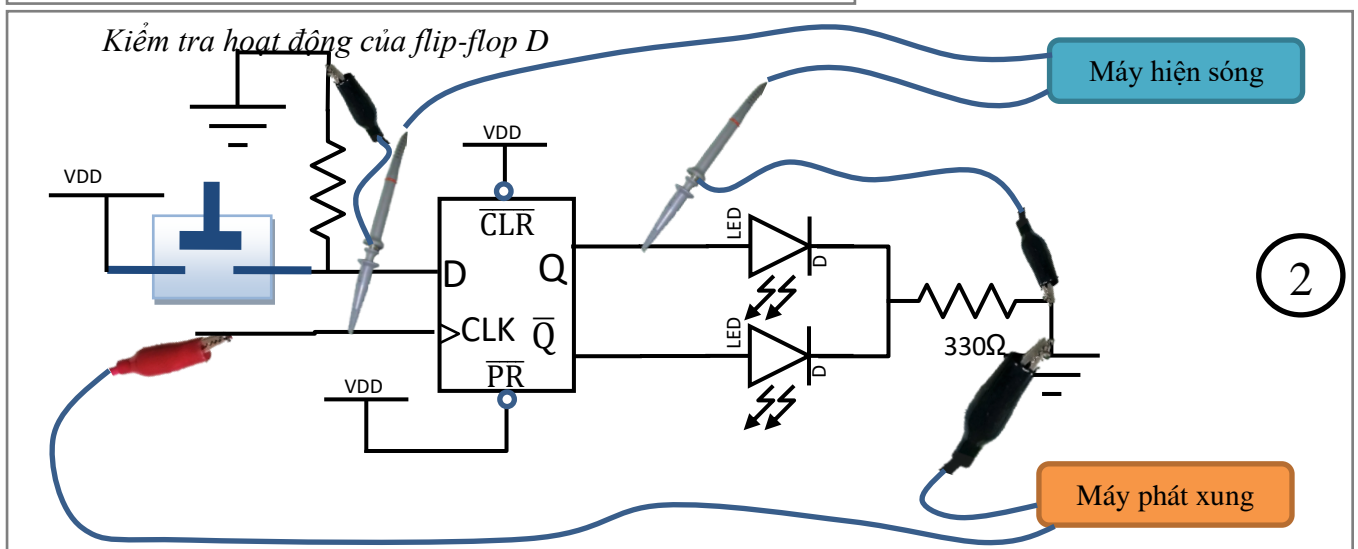 Kiểm tra hoạt động của flip-flop D
Máy hiện sóng
VDD
VDD
CLR
LED
D
D
Q
2
CLK
Q
LED
330Ω
PR
VDD
D
Máy phát xung